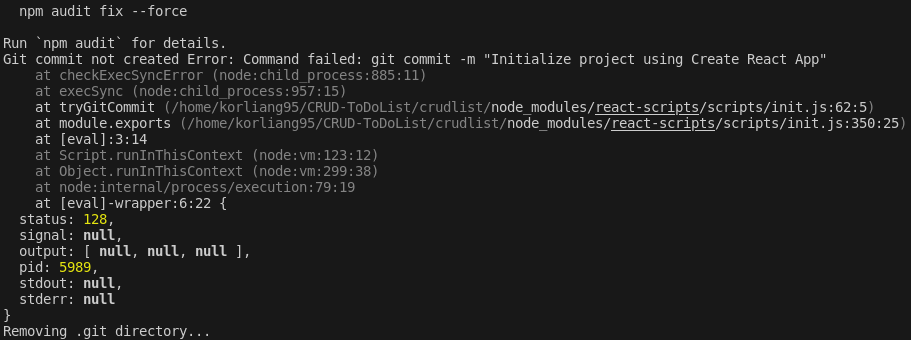 npm audit fix --force
Run `npm audit` for details.
Git commit not created Error: Command failed: git commit -m "Initialize project using Create React App"
at checkExecSyncError (node:child_process:885:11)
at execSync (node:child_process:957:15)
at tryGitCommit (/home/korliang95/CRUD-ToDoList/crudlist/node_modules/react-scripts/scripts/init.js:62:5)
at module.exports (/home/korliang95/CRUD-ToDoList/crudlist/node_modules/react-scripts/scripts/init.js:350:25)
at [eval]:3:14
at Script.runInThisContext (node:vm:123:12)
at Object.runInThisContext (node:vm:299:38)
at node:internal/process/execution:79:19
at [eval]-wrapper:6:22 {
status: 128,
signal: null,
output: [ null, null, null ],
pid: 5989,
stdout: null,
stderr: null
}
Removing .git directory...